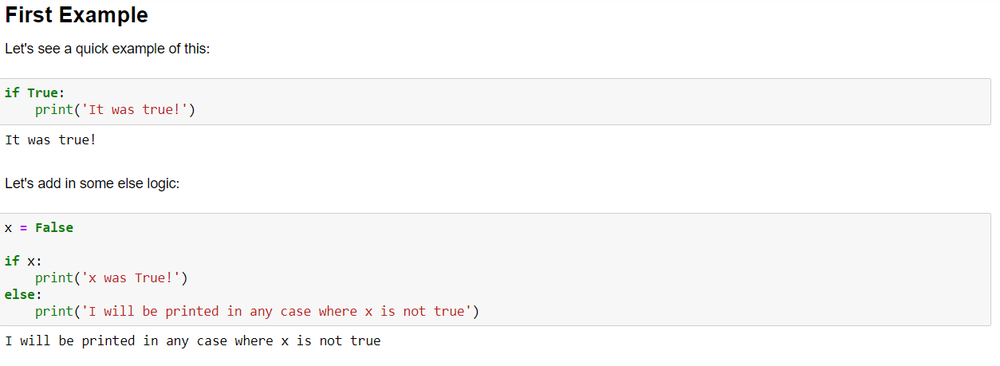 First Example
Let's see a quick example of this:
if True:
    print('It was true!')
It was true!
Let's add in some else logic:
x = False
if x:
    print('x was True!')
else:
    print('I will be printed in any case where x is not true')
I will be printed in any case where x is not true